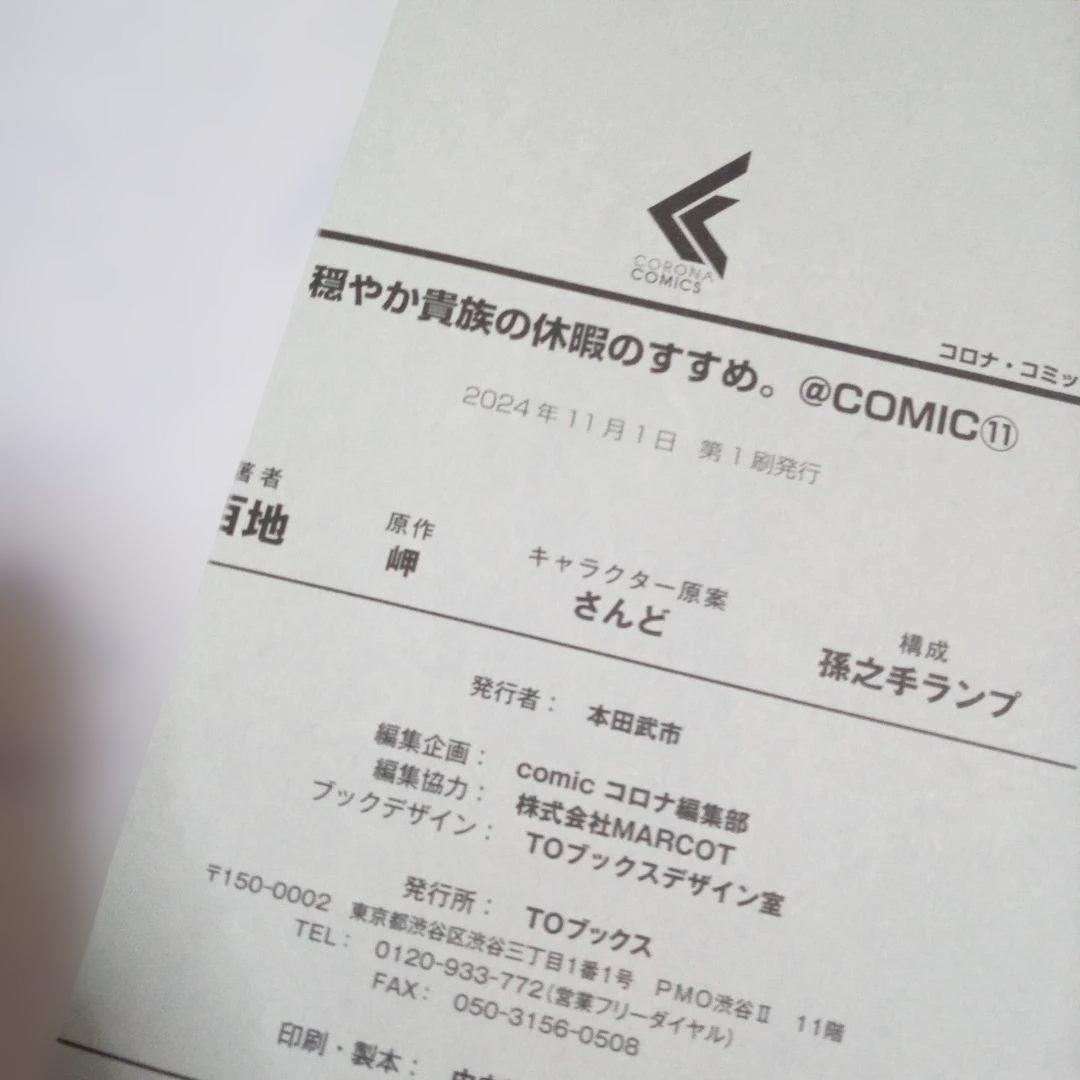 CORONA
COMICS
コロナ・コミッ
穏やか貴族の休暇のすすめ。@COMIC⑪
2024年11月1日 第1刷発行
著者
百地
原作
岬
キャラクター原案
さんど
構成
孫之手ランプ
発行者： 本田武市
編集企画： comic コロナ編集部
編集協力： 株式会社MARCOT
ブックデザイン： TOブックスデザイン室
発行所： TOブックス
〒150-0002 東京都渋谷区渋谷三丁目1番1号 PMO渋谷Ⅱ 11階
TEL： 0120-933-772（営業フリーダイヤル）
FAX： 050-3156-0508
印刷・製本：